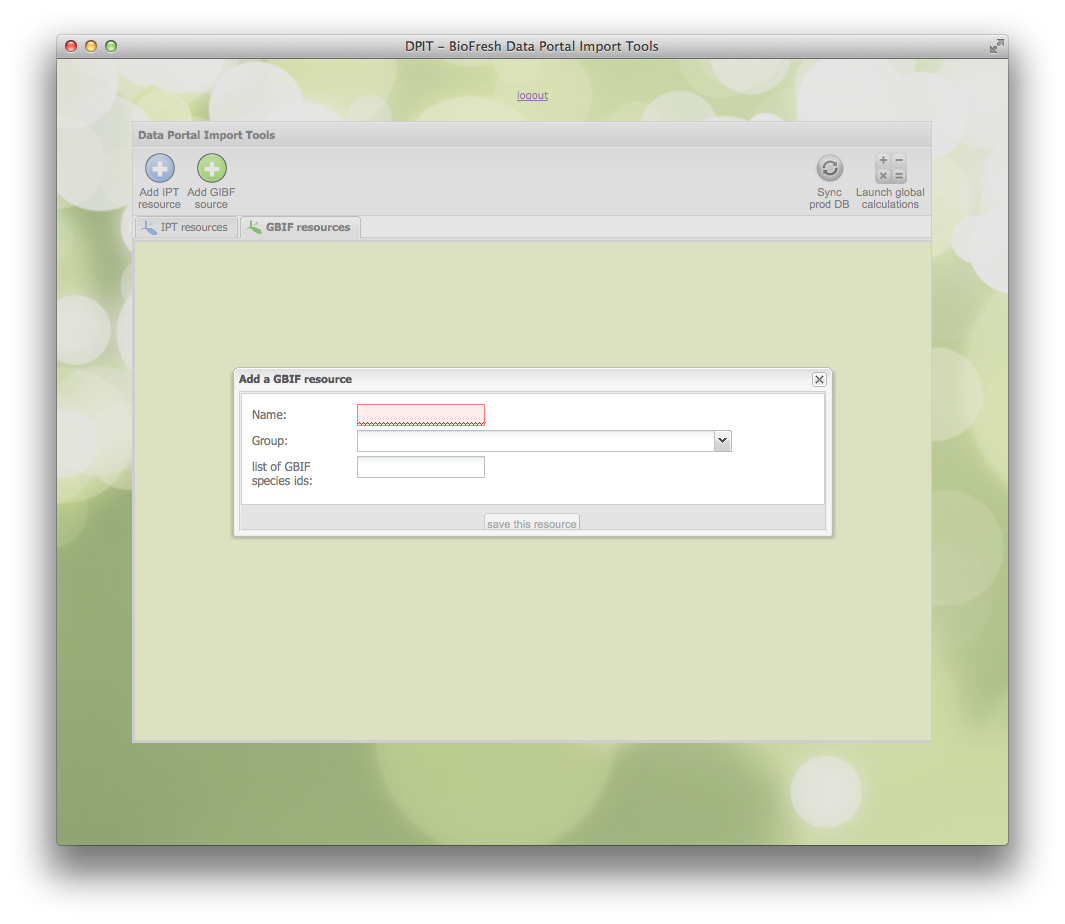 DPIT – BioFresh Data Portal Import Tools
logout
Data Portal Import Tools
Add IPT
resource
Add GIBF
source
Sync
prod DB
Launch global
calculations
IPT resources
GBIF resources
Add a GBIF resource
Name:
Group:
list of GBIF
species ids:
save this resource